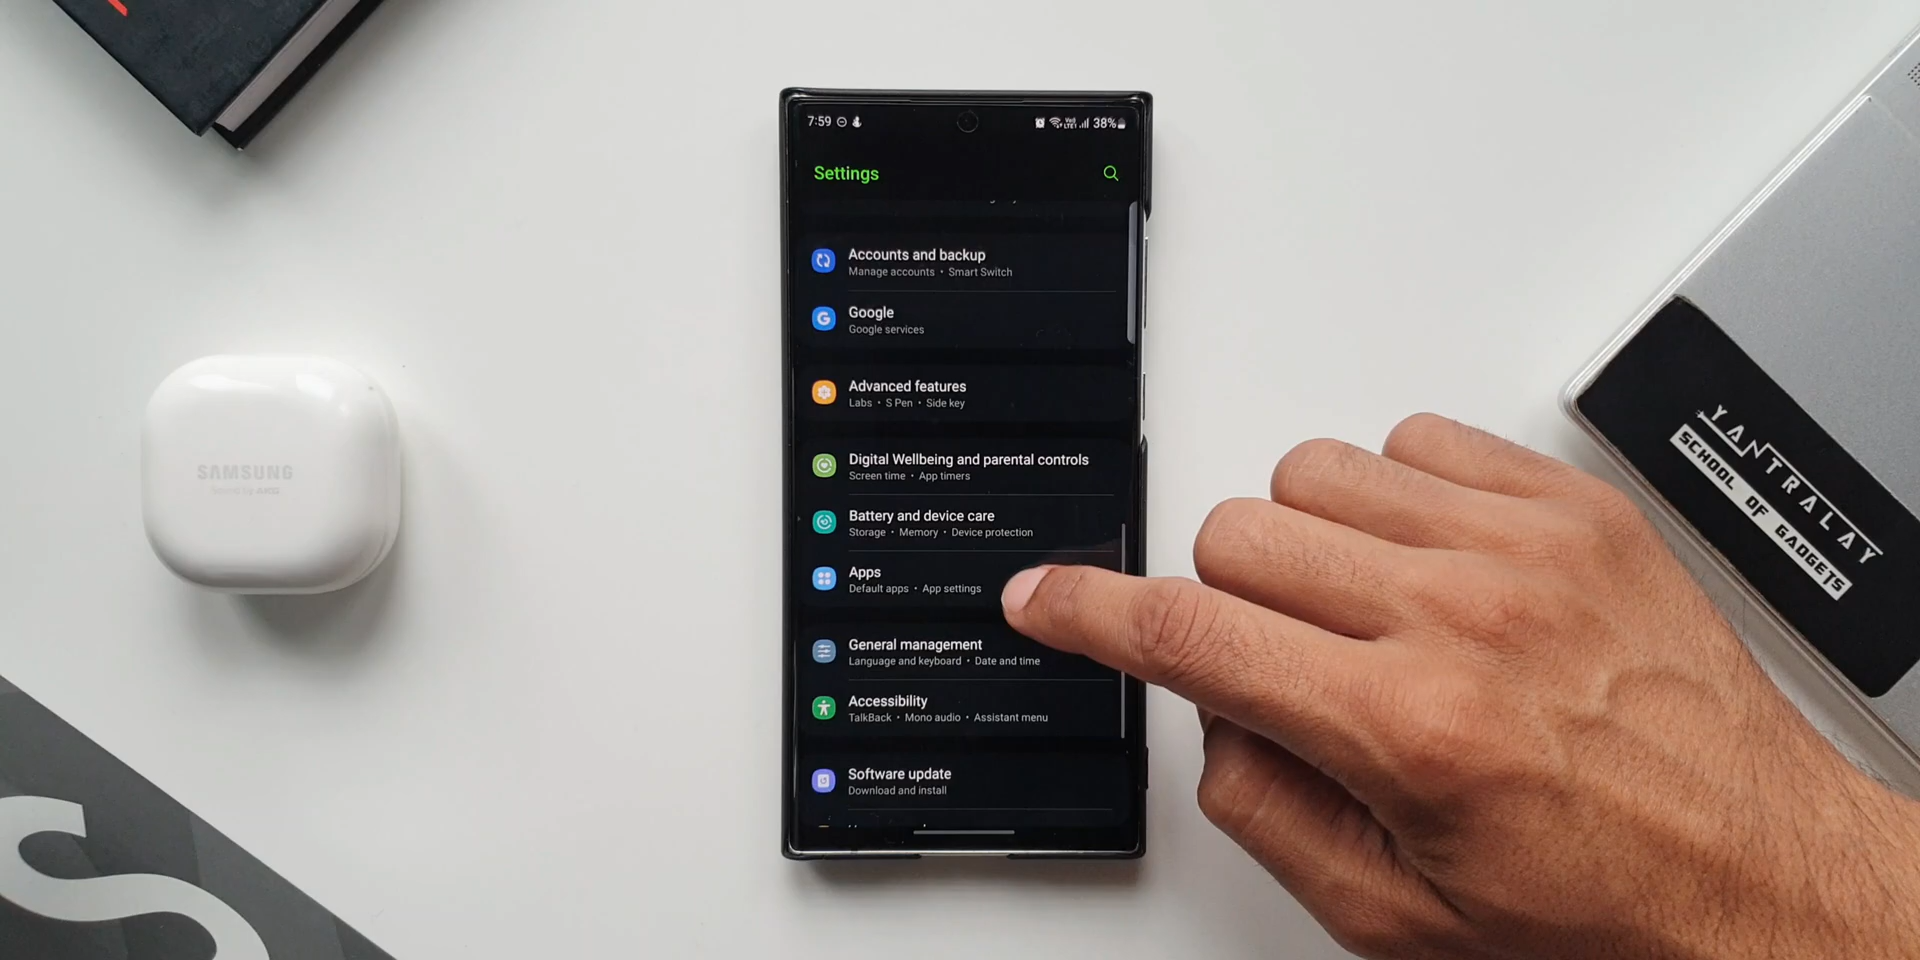 7:59
38%
Settings
Accounts and backup
Manage accounts • Smart Switch
Google
Google services
Advanced features
Labs • S Pen • Side key
Digital Wellbeing and parental controls
Screen time • App timers
Battery and device care
Storage • Memory • Device protection
Apps
Default apps • App settings
General management
Language and keyboard • Date and time
Accessibility
TalkBack • Mono audio • Assistant menu
Software update
Download and install
SAMSUNG
Sound by AKG
YANTRALAY
SCHOOL OF GADGETS
S